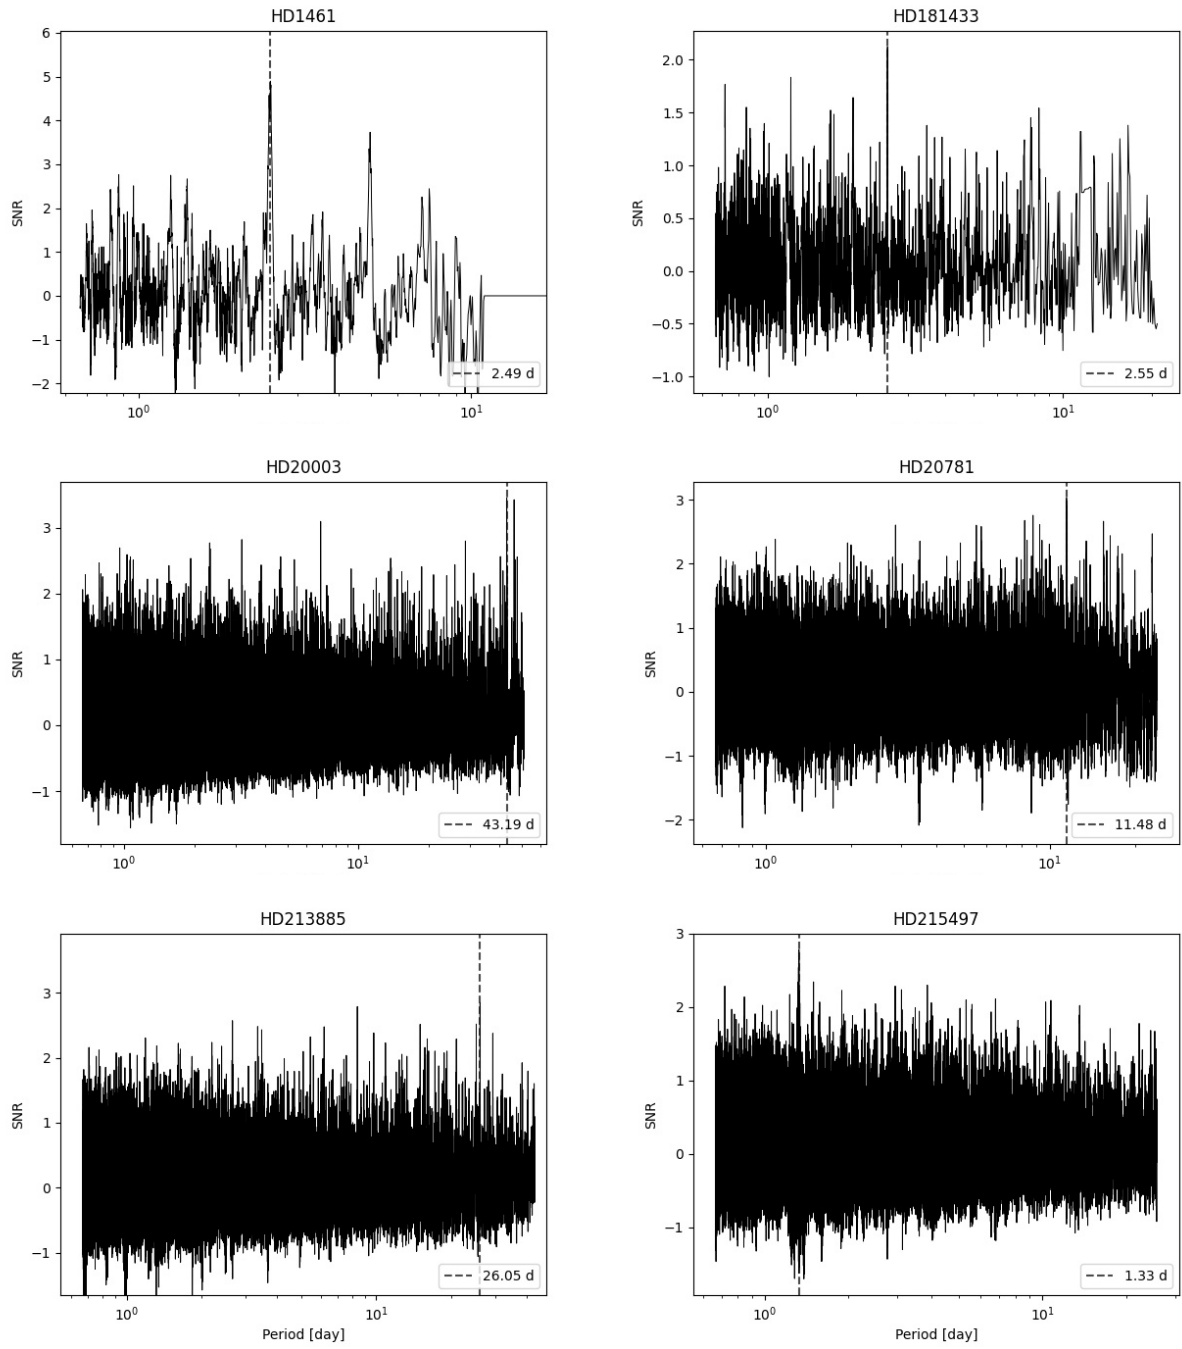 HD1461
HD181433
6
5
4
3
2
1
0
−1
−2
SNR
10⁰
10¹
2.49 d
2.0
1.5
1.0
0.5
0.0
−0.5
−1.0
SNR
10⁰
10¹
2.55 d
HD20003
HD20781
3
2
1
0
−1
SNR
10⁰
10¹
43.19 d
3
2
1
0
−1
−2
SNR
10⁰
10¹
11.48 d
HD213885
HD215497
3
2
1
0
−1
SNR
10⁰
10¹
26.05 d
Period [day]
3
2
1
0
−1
SNR
10⁰
10¹
1.33 d
Period [day]